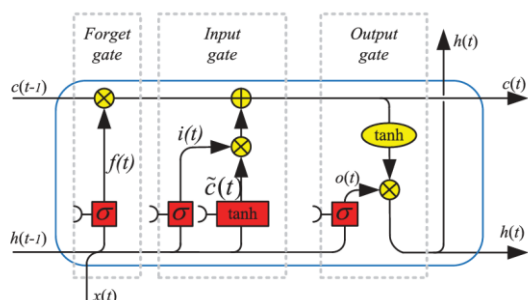 Forget
gate
Input
gate
Output
gate
h(t)
c(t-1)
c(t)
f(t)
i(t)
c̃(t)
tanh
o(t)
σ
σ
tanh
σ
h(t-1)
h(t)
x(t)